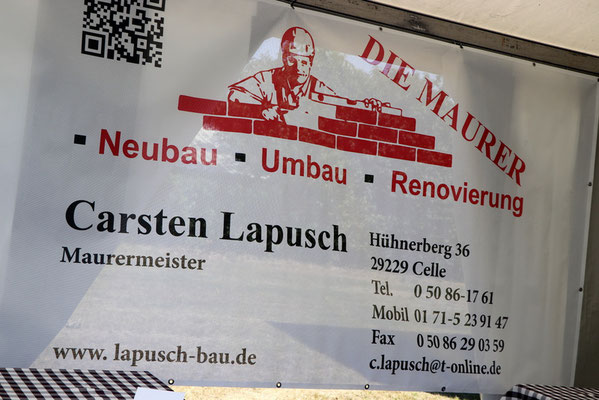 DIE MAURER
▪ Neubau ▪ Umbau ▪ Renovierung
Carsten Lapusch
Maurermeister
Hühnerberg 36
29229 Celle
Tel. 0 50 86-17 61
Mobil 01 71-5 23 91 47
Fax 0 50 86 29 03 59
www. lapusch-bau.de
c.lapusch@t-online.de